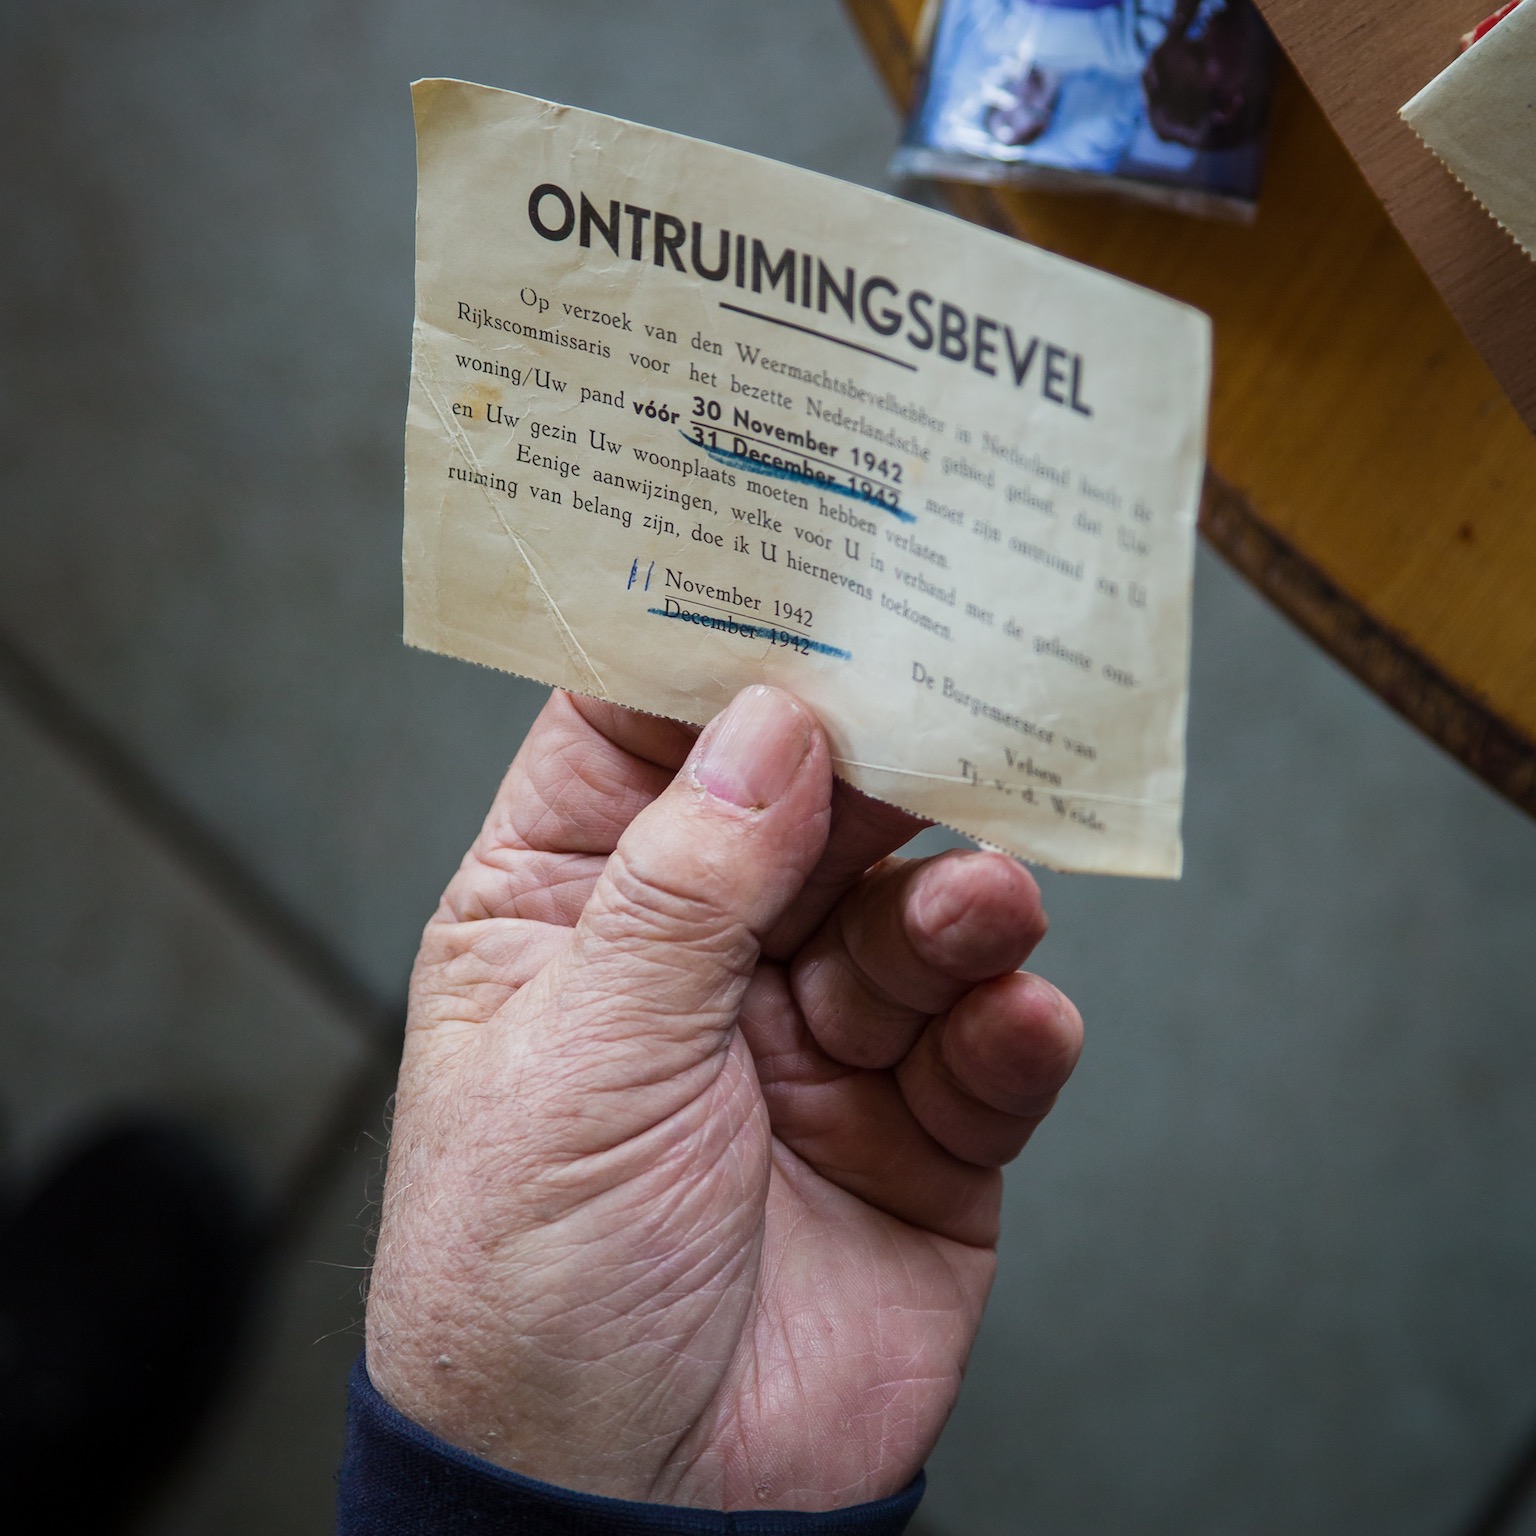 ONTRUIMINGSBEVEL
Op verzoek van den Weermachtsbevelhebber in Nederland heeft de
Rijkscommissaris voor het bezette Nederlandsche gebied gelast, dat Uw
woning/Uw pand vóór 30 November 1942
31 December 1942 moet zijn ontruimd en U
en Uw gezin Uw woonplaats moeten hebben verlaten.
Eenige aanwijzingen, welke voor U in verband met de gelaste ont-
ruiming van belang zijn, doe ik U hiernevens toekomen.
11 November 1942
December 1942
De Burgemeester van
Velsen
Tj. v. d. Weide